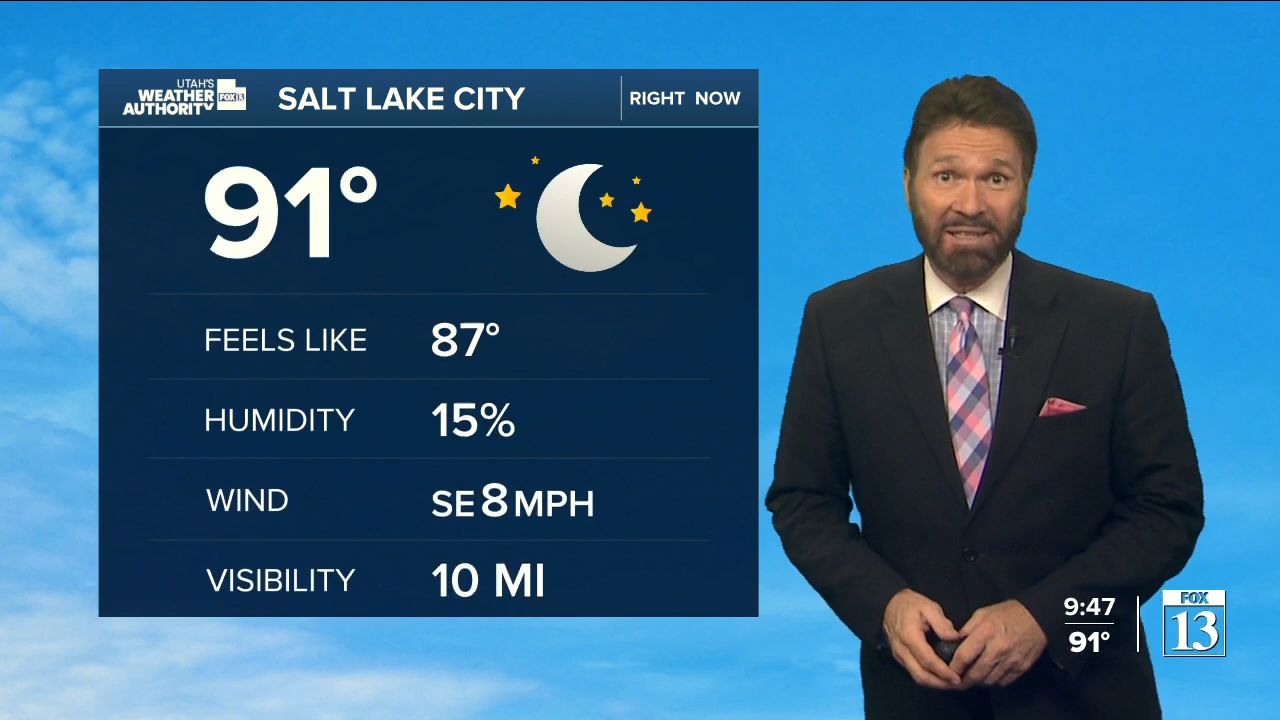 UTAH'S
WEATHER
AUTHORITY
FOX 13
SALT LAKE CITY
RIGHT NOW
91°
FEELS LIKE 87°
HUMIDITY 15%
WIND SE 8 MPH
VISIBILITY 10 MI
9:47
91°
FOX
13